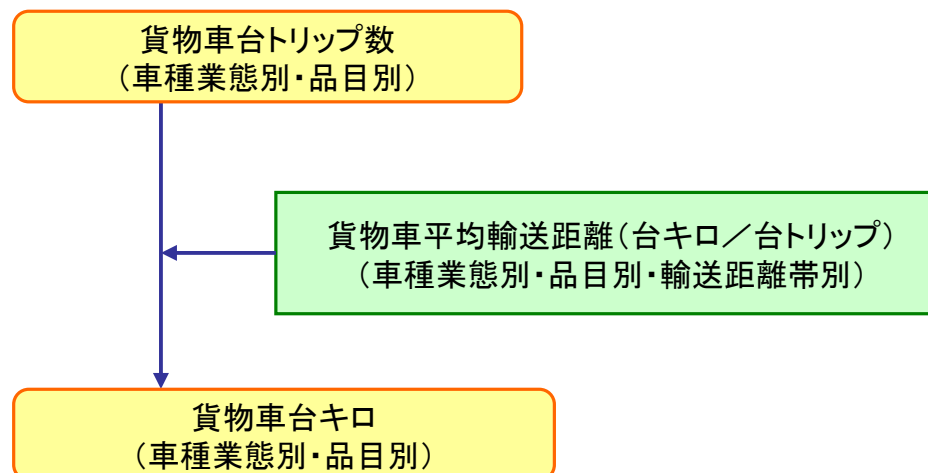 貨物車台トリップ数
（車種業態別・品目別）
貨物車平均輸送距離（台キロ／台トリップ）
（車種業態別・品目別・輸送距離帯別）
貨物車台キロ
（車種業態別・品目別）